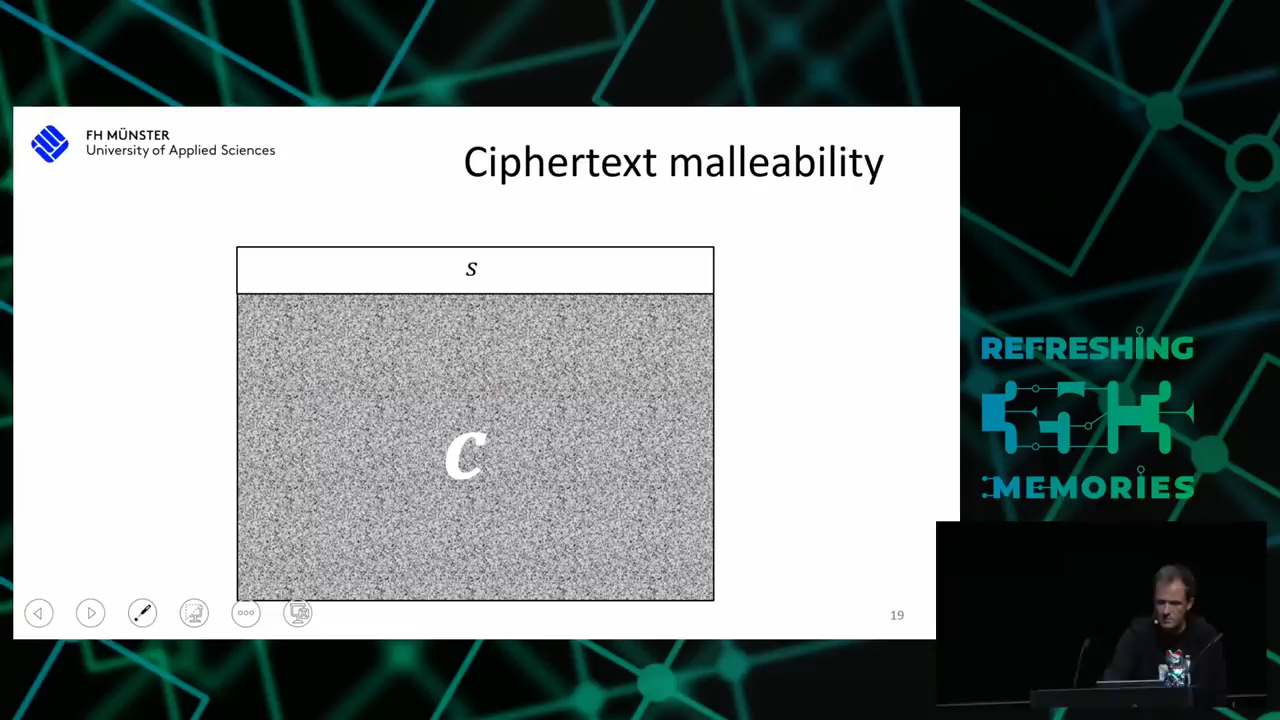 FH MÜNSTER
University of Applied Sciences
Ciphertext malleability
s
c
19
REFRESHING
MEMORIES